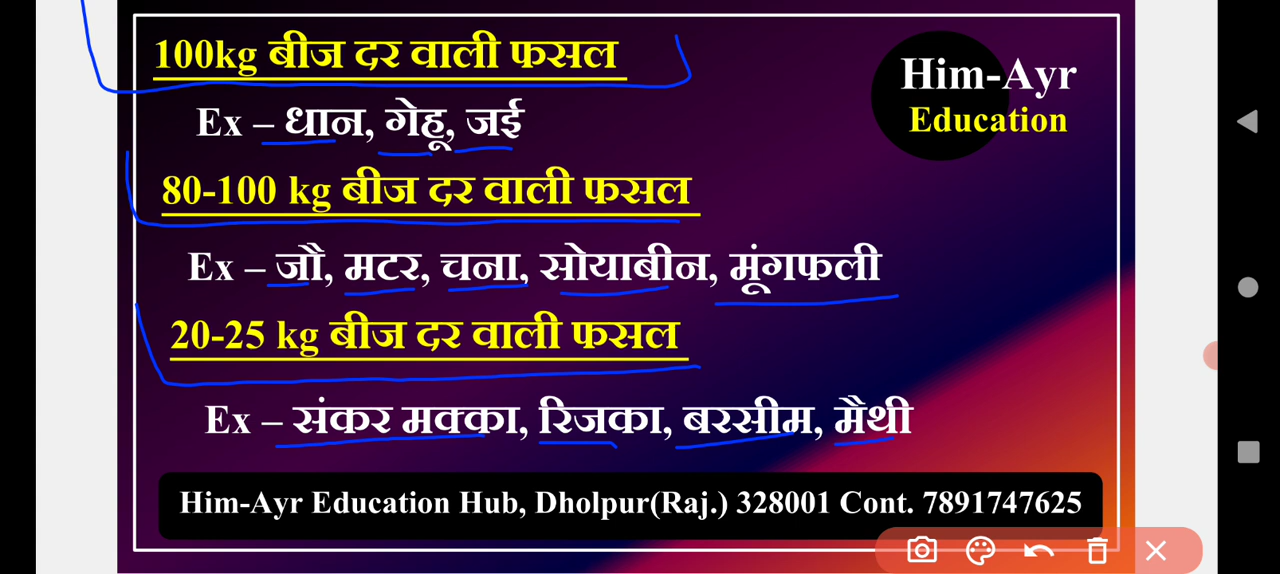 100kg बीज दर वाली फसल
Him-Ayr
Education
Ex – धान, गेहू, जई
80-100 kg बीज दर वाली फसल
Ex – जौ, मटर, चना, सोयाबीन, मूंगफली
20-25 kg बीज दर वाली फसल
Ex – संकर मक्का, रिजका, बरसीम, मैथी
Him-Ayr Education Hub, Dholpur(Raj.) 328001 Cont. 7891747625